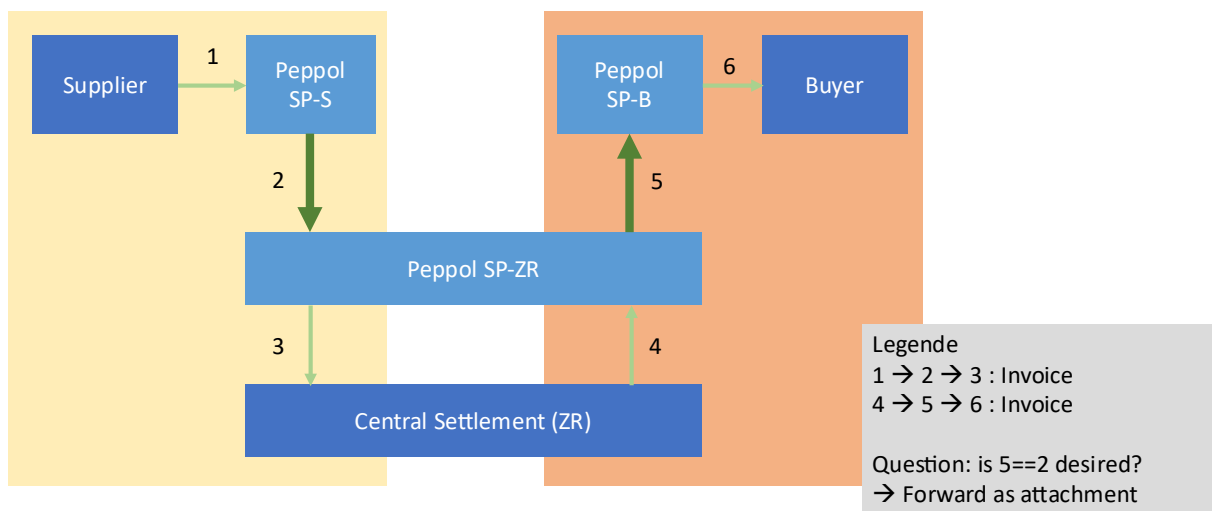 Supplier
1
Peppol
SP-S
Peppol
SP-B
6
Buyer
2
5
Peppol SP-ZR
3
4
Central Settlement (ZR)
Legende
1 → 2 → 3 : Invoice
4 → 5 → 6 : Invoice
Question: is 5==2 desired?
→ Forward as attachment